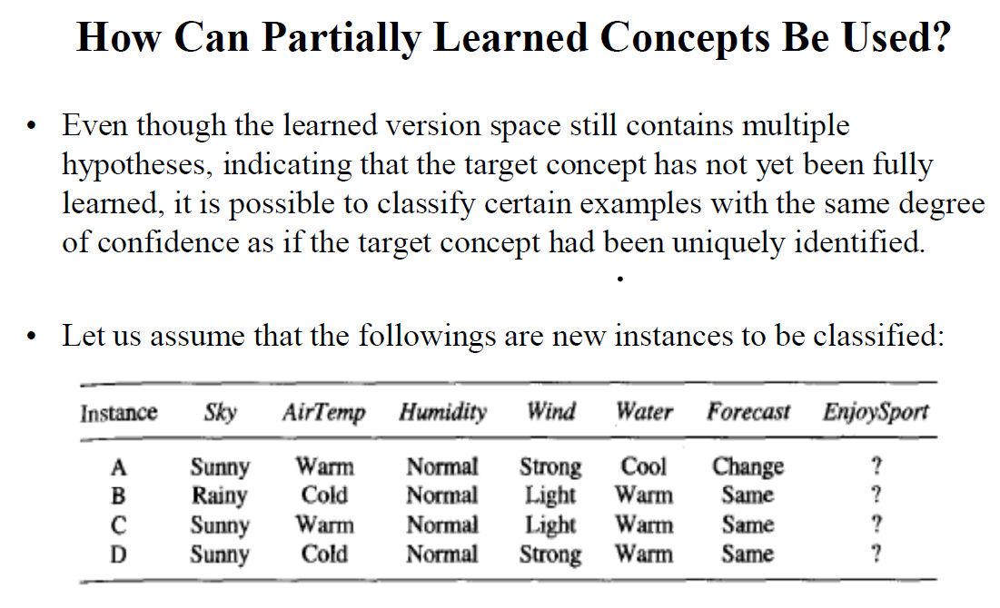 How Can Partially Learned Concepts Be Used?
• Even though the learned version space still contains multiple
hypotheses, indicating that the target concept has not yet been fully
learned, it is possible to classify certain examples with the same degree
of confidence as if the target concept had been uniquely identified.
• Let us assume that the followings are new instances to be classified:
Instance Sky AirTemp Humidity Wind Water Forecast EnjoySport
A Sunny Warm Normal Strong Cool Change ?
B Rainy Cold Normal Light Warm Same ?
C Sunny Warm Normal Light Warm Same ?
D Sunny Cold Normal Strong Warm Same ?